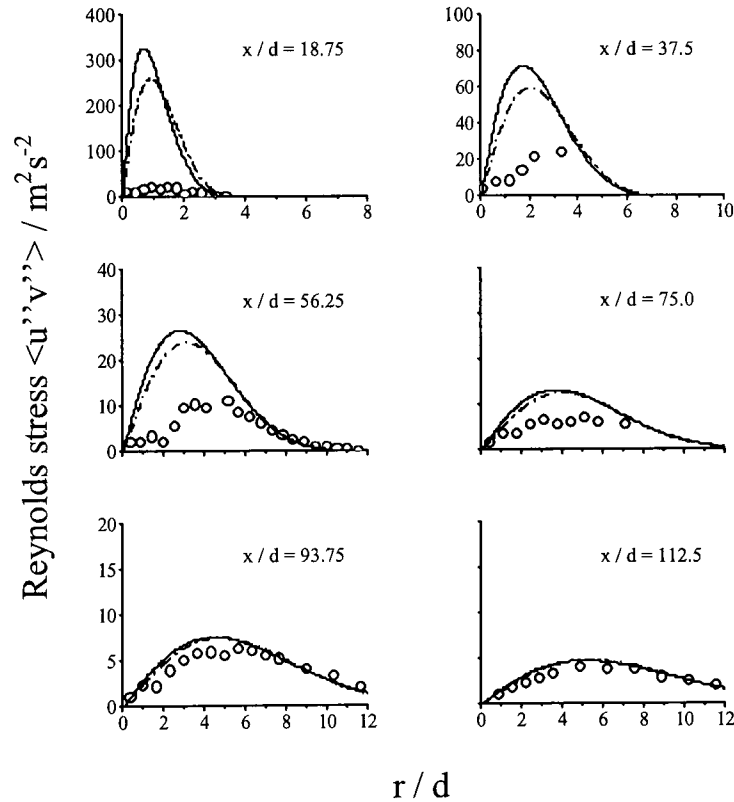 Reynolds stress <u’’v’’> / m²s⁻²
400
300
200
100
0
x / d = 18.75
0 2 4 6 8
100
80
60
40
20
0
x / d = 37.5
0 2 4 6 8 10
40
30
20
10
0
x / d = 56.25
0 2 4 6 8 10 12
x / d = 75.0
0 2 4 6 8 10 12
20
15
10
5
0
x / d = 93.75
0 2 4 6 8 10 12
x / d = 112.5
0 2 4 6 8 10 12
r / d